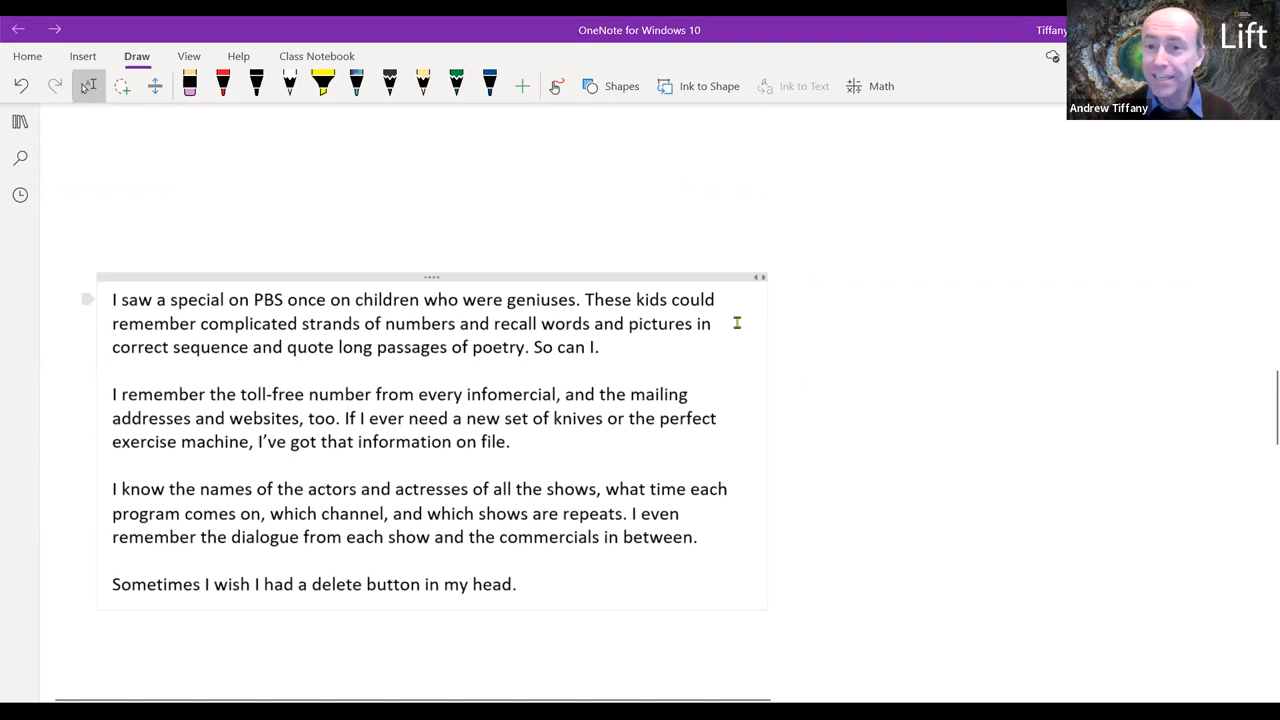 OneNote for Windows 10
Tiffany
Lift
Home Insert Draw View Help Class Notebook
Shapes Ink to Shape Ink to Text Math
Andrew Tiffany
I saw a special on PBS once on children who were geniuses. These kids could
remember complicated strands of numbers and recall words and pictures in
correct sequence and quote long passages of poetry. So can I.
I remember the toll-free number from every infomercial, and the mailing
addresses and websites, too. If I ever need a new set of knives or the perfect
exercise machine, I’ve got that information on file.
I know the names of the actors and actresses of all the shows, what time each
program comes on, which channel, and which shows are repeats. I even
remember the dialogue from each show and the commercials in between.
Sometimes I wish I had a delete button in my head.